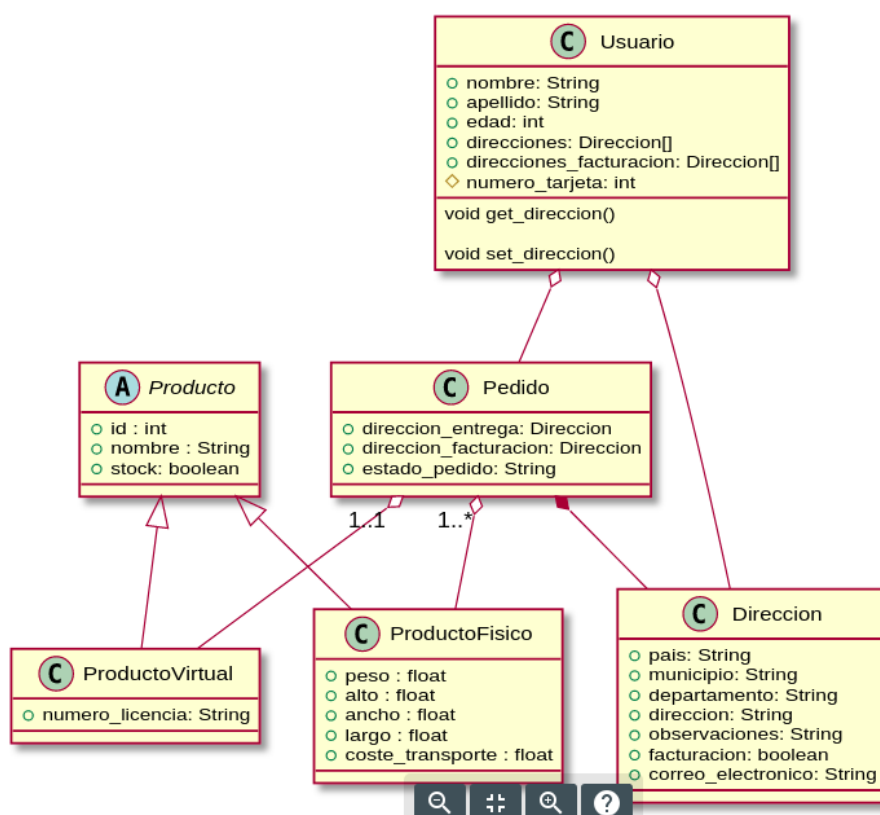 C Usuario
nombre: String
apellido: String
edad: int
direcciones: Direccion[]
direcciones_facturacion: Direccion[]
numero_tarjeta: int
void get_direccion()
void set_direccion()
A Producto
id : int
nombre : String
stock: boolean
C Pedido
direccion_entrega: Direccion
direccion_facturacion: Direccion
estado_pedido: String
1..1
1..*
C ProductoVirtual
numero_licencia: String
C ProductoFisico
peso : float
alto : float
ancho : float
largo : float
coste_transporte : float
C Direccion
pais: String
municipio: String
departamento: String
direccion: String
observaciones: String
facturacion: boolean
correo_electronico: String
?